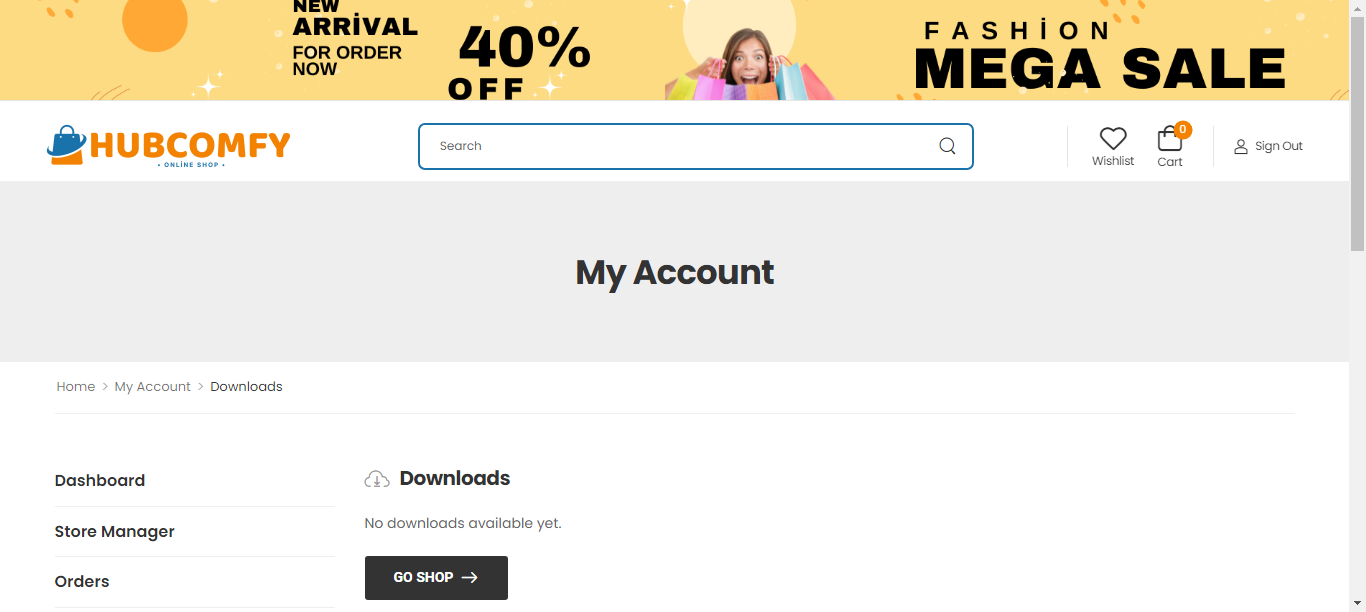 NEW
ARRİVAL
FOR ORDER
NOW
40%
OFF
FASHİON
MEGA SALE
HUBCOMFY
• ONLİNE SHOP •
Search
Wishlist
0
Cart
Sign Out
My Account
Home > My Account > Downloads
Dashboard
Store Manager
Orders
Downloads
No downloads available yet.
GO SHOP →